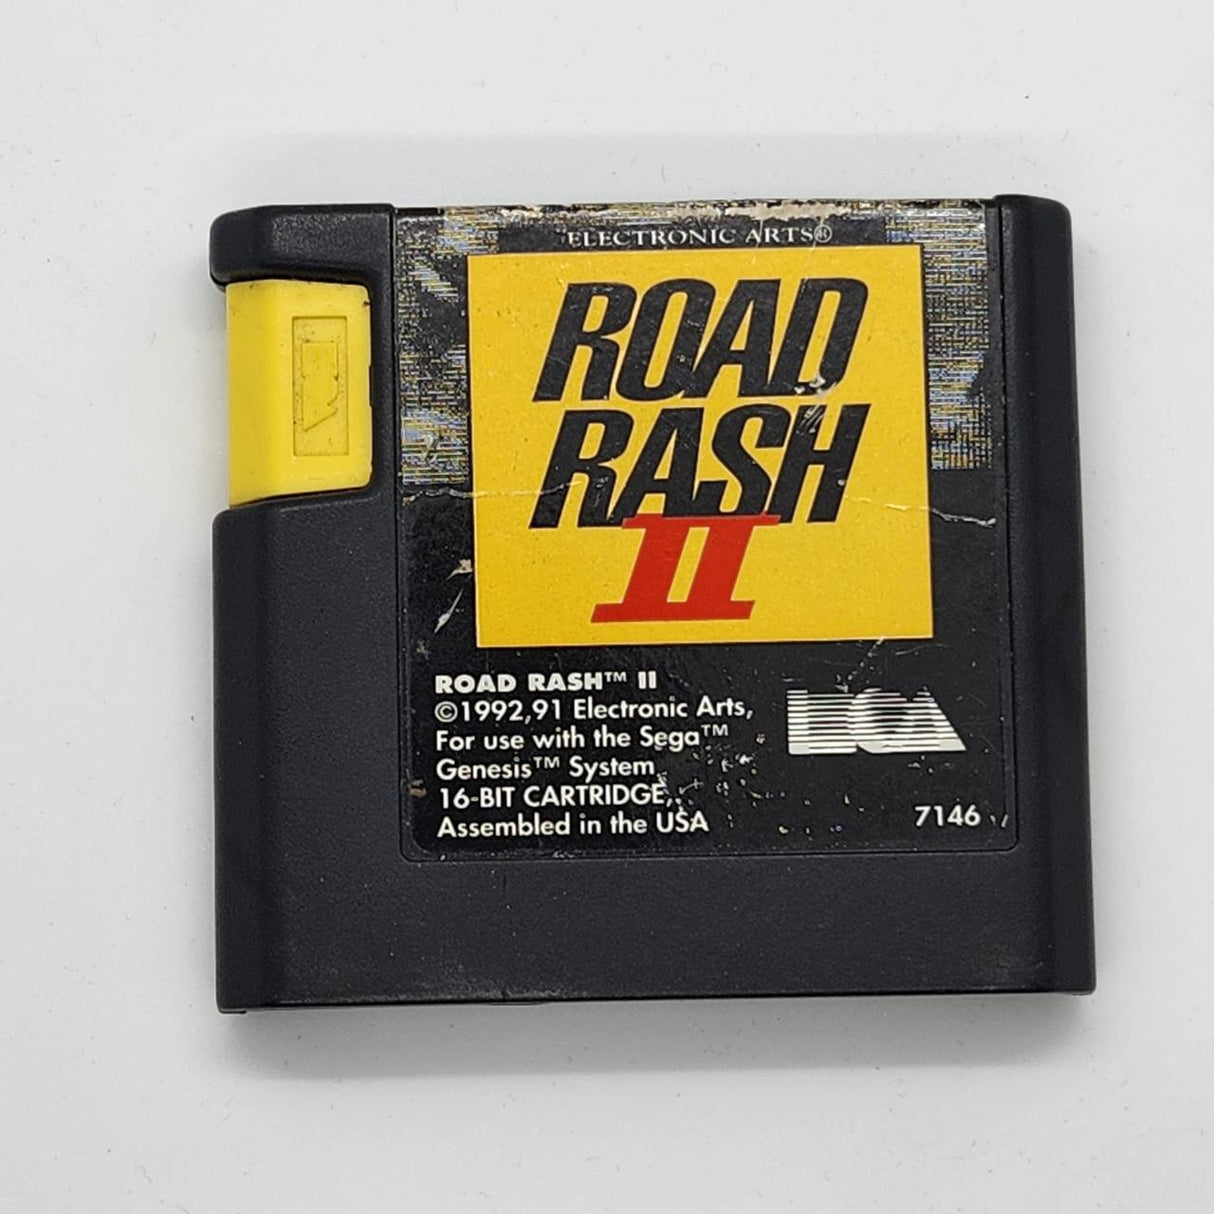 ELECTRONIC ARTS®
ROAD
RASH
II
ROAD RASH™ II
©1992,91 Electronic Arts,
For use with the Sega™
Genesis™ System,
16-BIT CARTRIDGE,
Assembled in the USA
EOA
7146